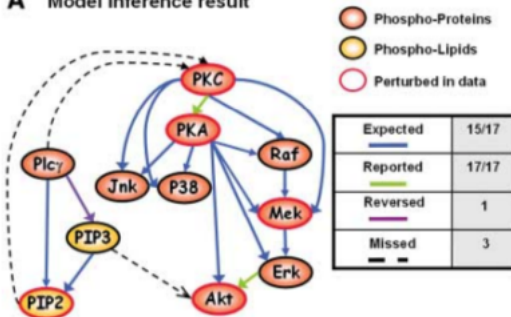 A Model inference result
Phospho-Proteins
Phospho-Lipids
Perturbed in data
PKC
PKA
Raf
Plcγ
Jnk
P38
Mek
PIP3
Erk
PIP2
Akt
Expected 15/17
Reported 17/17
Reversed 1
Missed 3